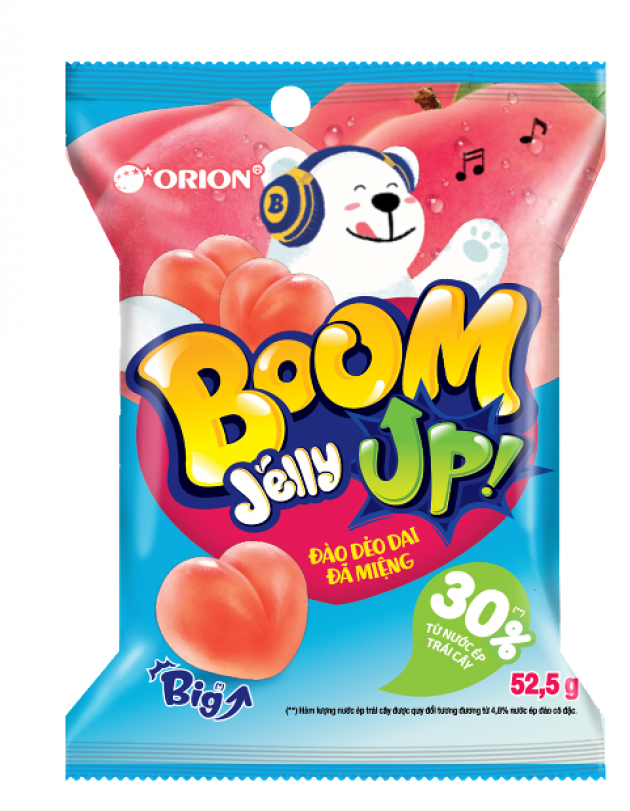 ORION®
B
BOOM
Jelly UP!
ĐÀO DẺO DAI
ĐÃ MIỆNG
30%(**)
TỪ NƯỚC ÉP
TRÁI CÂY
Big(*)
52,5 g
(**) Hàm lượng nước ép trái cây được quy đổi tương đương từ 4,8% nước ép đào cô đặc.